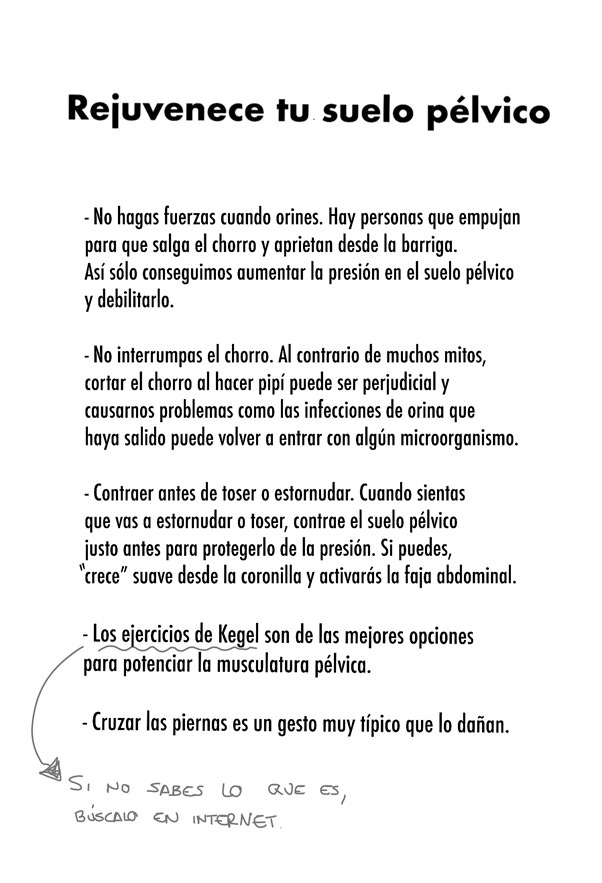 Rejuvenece tu suelo pélvico
- No hagas fuerzas cuando orines. Hay personas que empujan
para que salga el chorro y aprietan desde la barriga.
Así sólo conseguimos aumentar la presión en el suelo pélvico
y debilitarlo.
- No interrumpas el chorro. Al contrario de muchos mitos,
cortar el chorro al hacer pipí puede ser perjudicial y
causarnos problemas como las infecciones de orina que
haya salido puede volver a entrar con algún microorganismo.
- Contraer antes de toser o estornudar. Cuando sientas
que vas a estornudar o toser, contrae el suelo pélvico
justo antes para protegerlo de la presión. Si puedes,
“crece” suave desde la coronilla y activarás la faja abdominal.
- Los ejercicios de Kegel son de las mejores opciones
para potenciar la musculatura pélvica.
- Cruzar las piernas es un gesto muy típico que lo dañan.
SI NO SABES LO QUE ES,
BÚSCALO EN INTERNET.